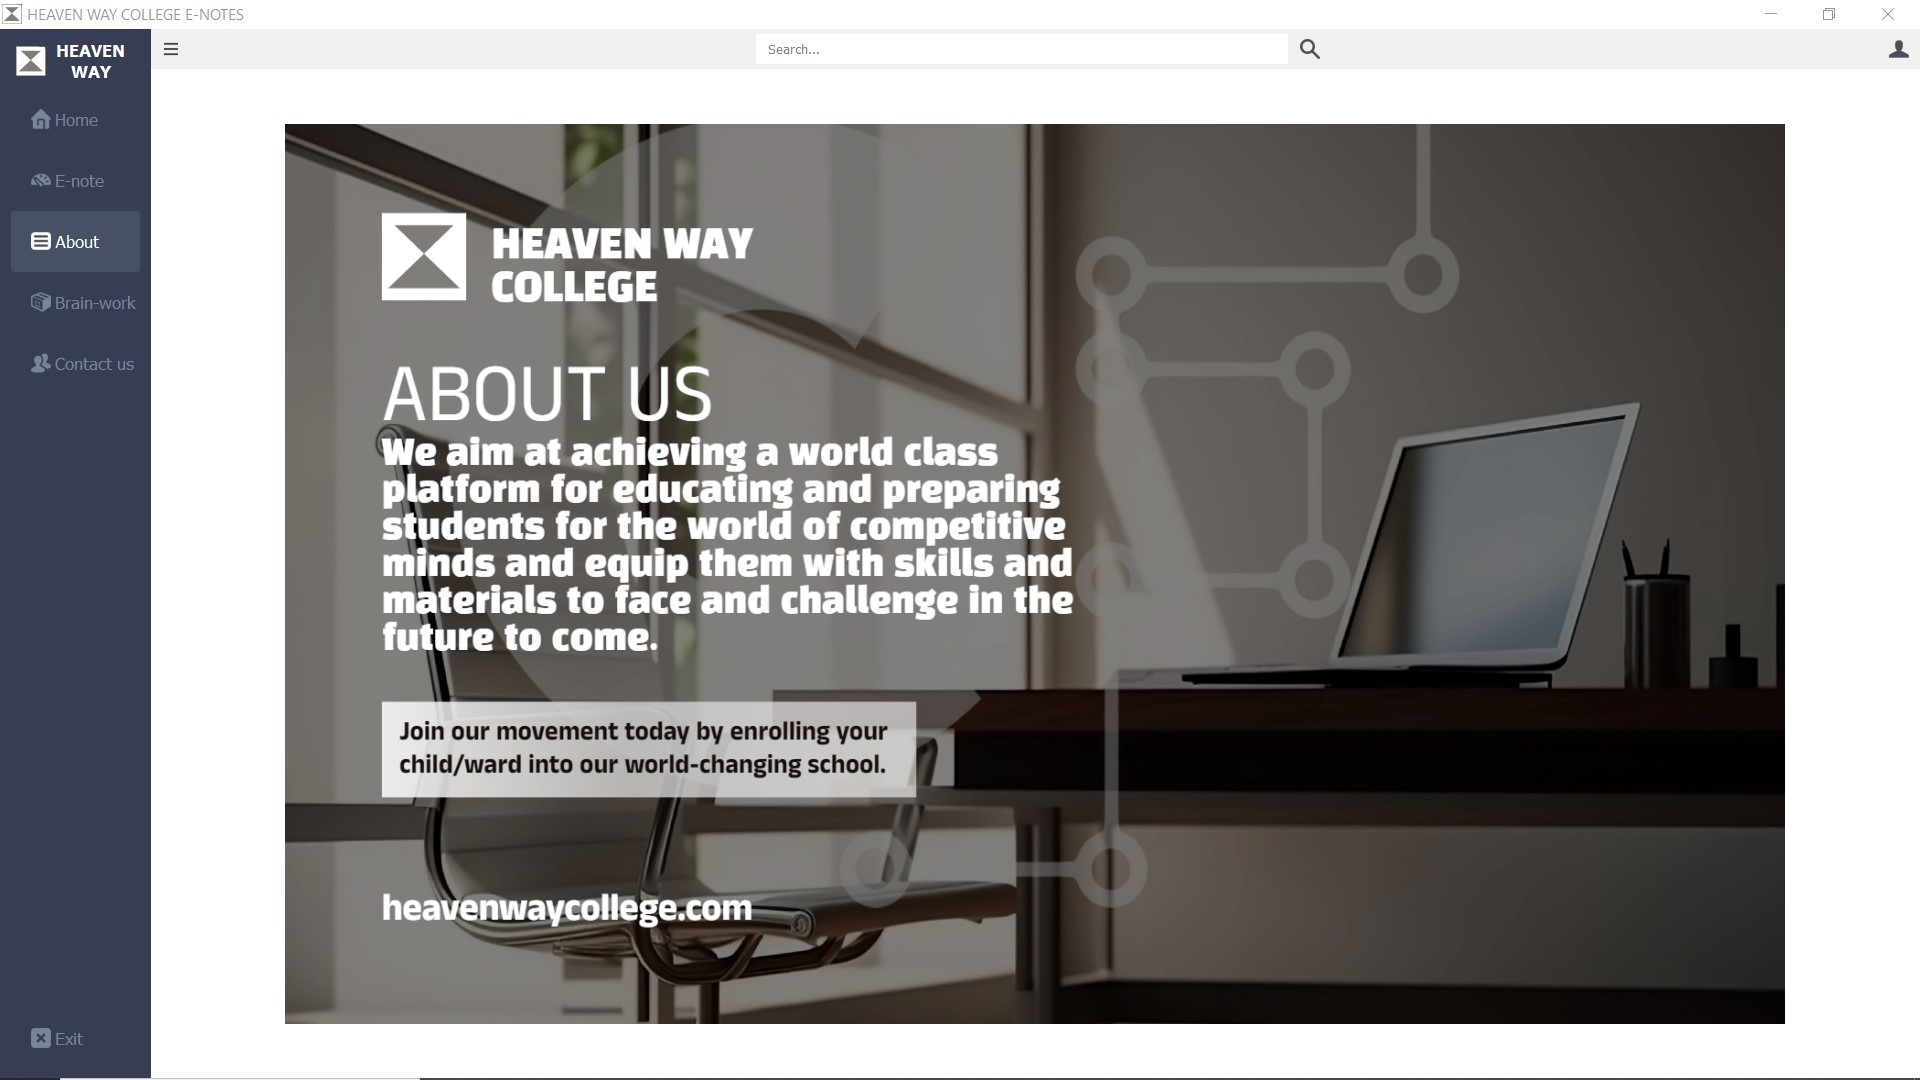 HEAVEN WAY COLLEGE E-NOTES
HEAVEN
WAY
Search...
Home
E-note
About
Brain-work
Contact us
Exit
HEAVEN WAY
COLLEGE
ABOUT US
We aim at achieving a world class
platform for educating and preparing
students for the world of competitive
minds and equip them with skills and
materials to face and challenge in the
future to come.
Join our movement today by enrolling your
child/ward into our world-changing school.
heavenwaycollege.com